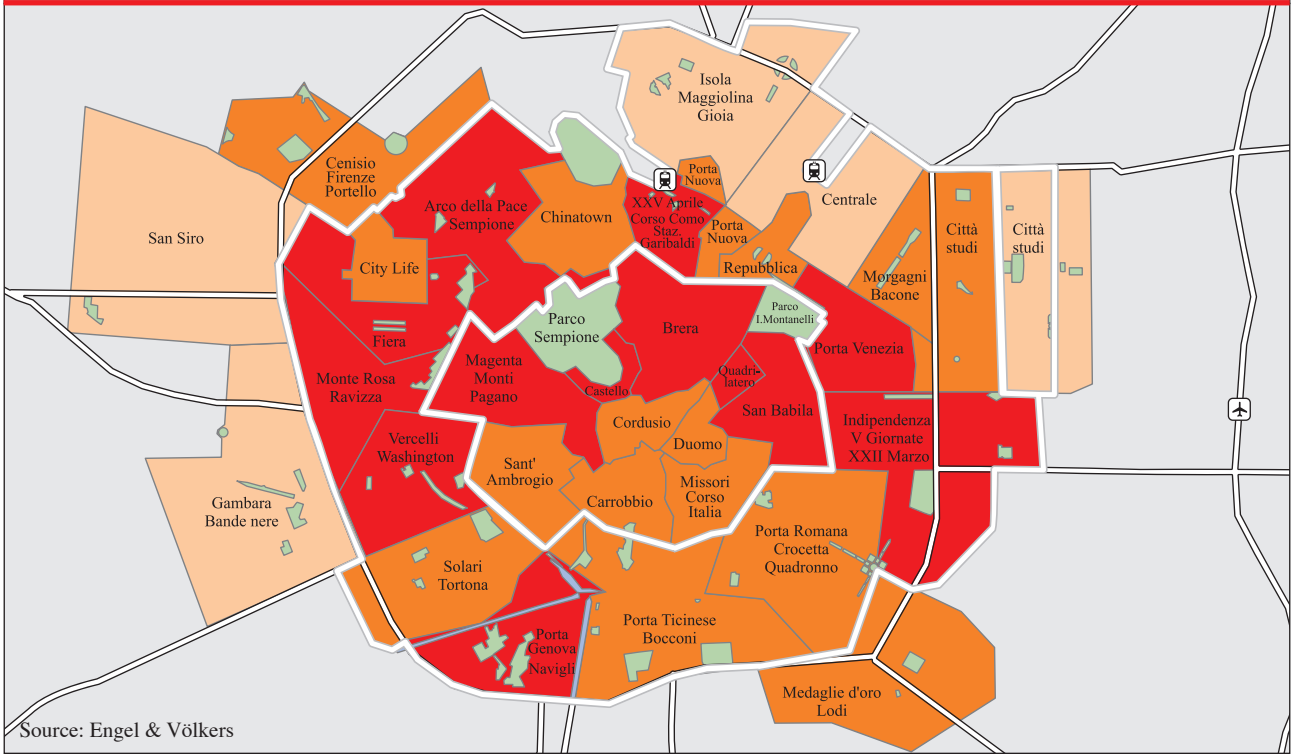 Isola
Maggiolina
Gioia
Cenisio
Firenze
Portello
Porta
Nuova
Arco della Pace
Sempione
Chinatown
XXV Aprile
Corso Como
Staz.
Garibaldi
Centrale
San Siro
Porta
Nuova
Città
studi
Città
studi
City Life
Repubblica
Morgagni
Bacone
Parco
Sempione
Parco
I.Montanelli
Brera
Fiera
Porta Venezia
Magenta
Monti
Pagano
Quadri-
latero
Monte Rosa
Ravizza
Castello
San Babila
Cordusio
Indipendenza
V Giornate
XXII Marzo
Vercelli
Washington
Duomo
Sant'
Ambrogio
Missori
Corso
Italia
Carrobbio
Gambara
Bande nere
Porta Romana
Crocetta
Quadronno
Solari
Tortona
Porta Ticinese
Bocconi
Porta
Genova
Navigli
Medaglie d'oro
Lodi
Source: Engel & Völkers